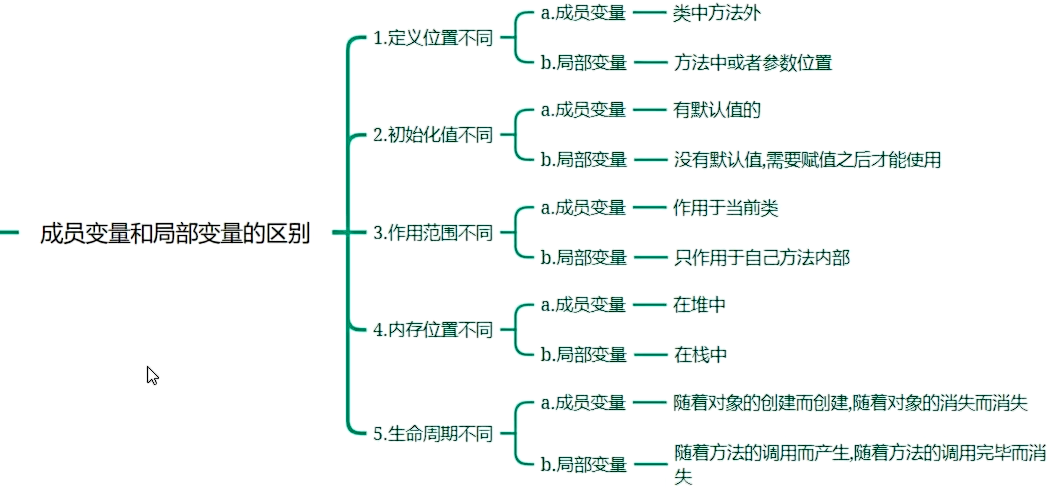 成员变量和局部变量的区别
1.定义位置不同
a.成员变量
类中方法外
b.局部变量
方法中或者参数位置
2.初始化值不同
a.成员变量
有默认值的
b.局部变量
没有默认值,需要赋值之后才能使用
3.作用范围不同
a.成员变量
作用于当前类
b.局部变量
只作用于自己方法内部
4.内存位置不同
a.成员变量
在堆中
b.局部变量
在栈中
5.生命周期不同
a.成员变量
随着对象的创建而创建,随着对象的消失而消失
b.局部变量
随着方法的调用而产生,随着方法的调用完毕而消
失